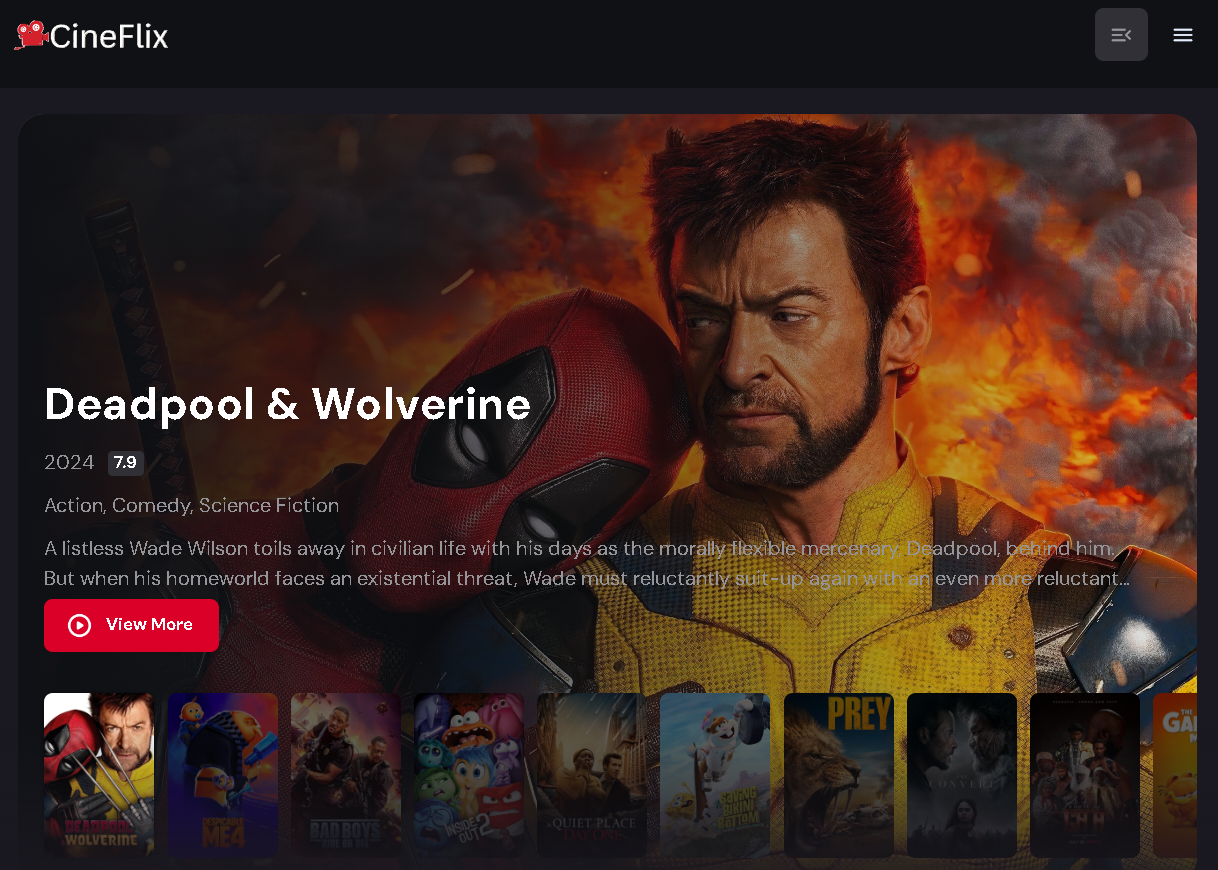 CineFlix
Deadpool & Wolverine
2024 7.9
Action, Comedy, Science Fiction
A listless Wade Wilson toils away in civilian life with his days as the morally flexible mercenary, Deadpool, behind him.
But when his homeworld faces an existential threat, Wade must reluctantly suit-up again with an even more reluctant...
View More
DEADPOOL
WOLVERINE
DESPICABLE
ME4
BAD BOYS
RIDE OR DIE
INSIDE
OUT 2
A QUIET PLACE
PREY
SAVING
BIKINI
BOTTOM
CONVERT
THE